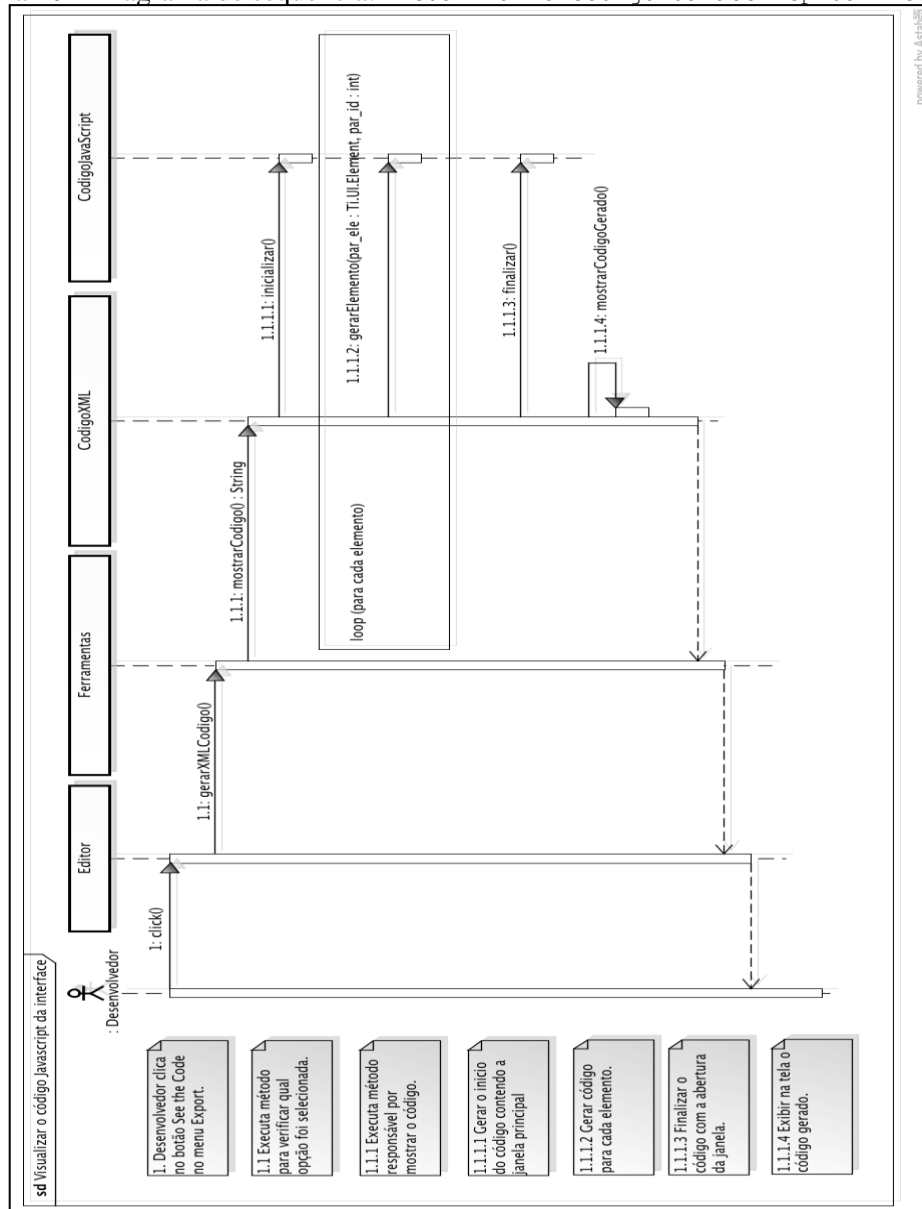 sd Visualizar o código Javascript da interface
: Desenvolvedor
Editor
Ferramentas
CodigoXML
CodigoJavaScript
1. Desenvolvedor clica
no botão See the Code
no menu Export.
1.1 Executa método
para verificar qual
opção foi selecionada.
1.1.1 Executa método
responsável por
mostrar o código.
1.1.1.1 Gerar o inicio
do código contendo a
janela principal
1.1.1.2 Gerar código
para cada elemento.
1.1.1.3 Finalizar o
código com a abertura
da janela.
1.1.1.4 Exibir na tela o
código gerado.
1: click()
1.1: gerarXMLCodigo()
1.1.1: mostrarCodigo() : String
1.1.1.1: inicializar()
loop (para cada elemento)
1.1.1.2: gerarElemento(par_ele : Ti.UI.Element, par_id : int)
1.1.1.3: finalizar()
1.1.1.4: mostrarCodigoGerado()
powered by Astah